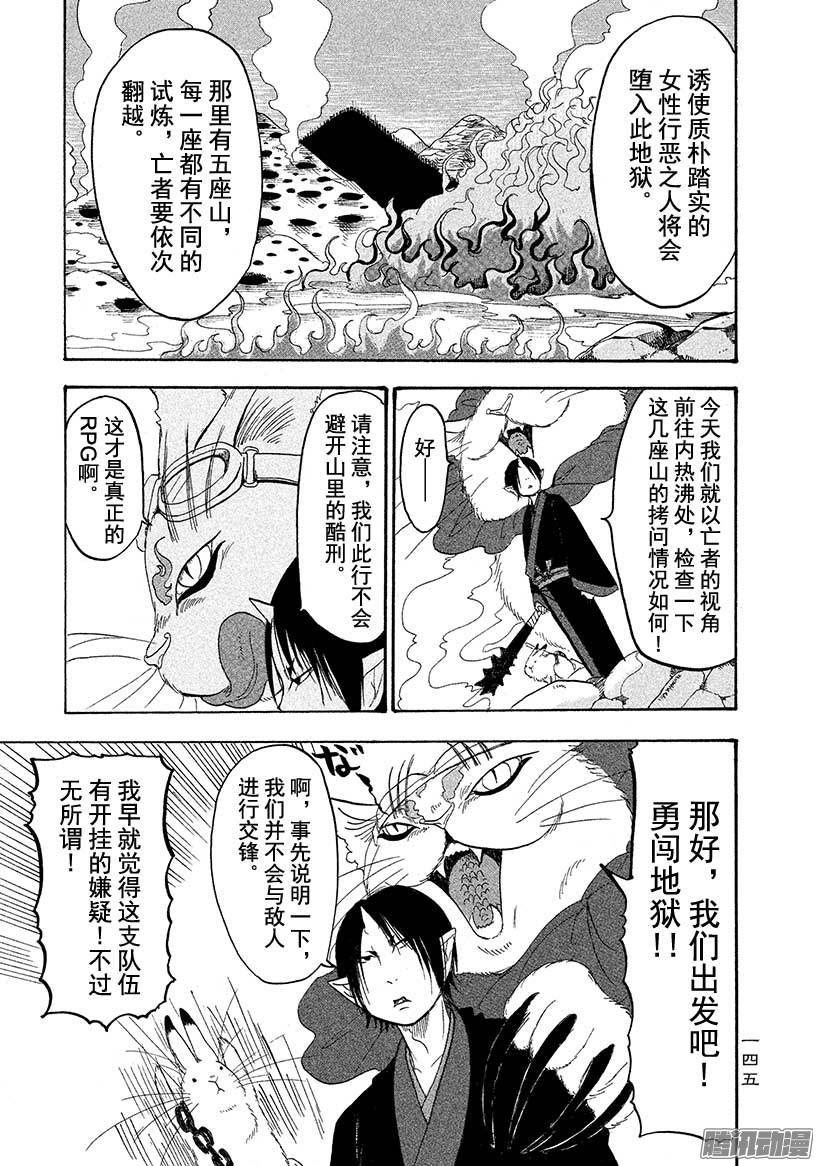 诱使质朴踏实的
女性行恶之人将会
堕入此地狱。
那里有五座山，
每一座都有不同的
试炼，亡者要依次
翻越。
今天我们就以亡者的视角
前往内热沸处，检查一下
这几座山的拷问情况如何！
好——
请注意，我们此行不会
避开山里的酷刑。
这才是真正的
RPG啊。
那好，我们出发吧！
勇闯地狱!!
な、
啊，事先说明一下，
我们并不会与敌人
进行交锋。
我早就觉得这支队伍
有开挂的嫌疑！不过
无所谓！
一四五
腾讯动漫